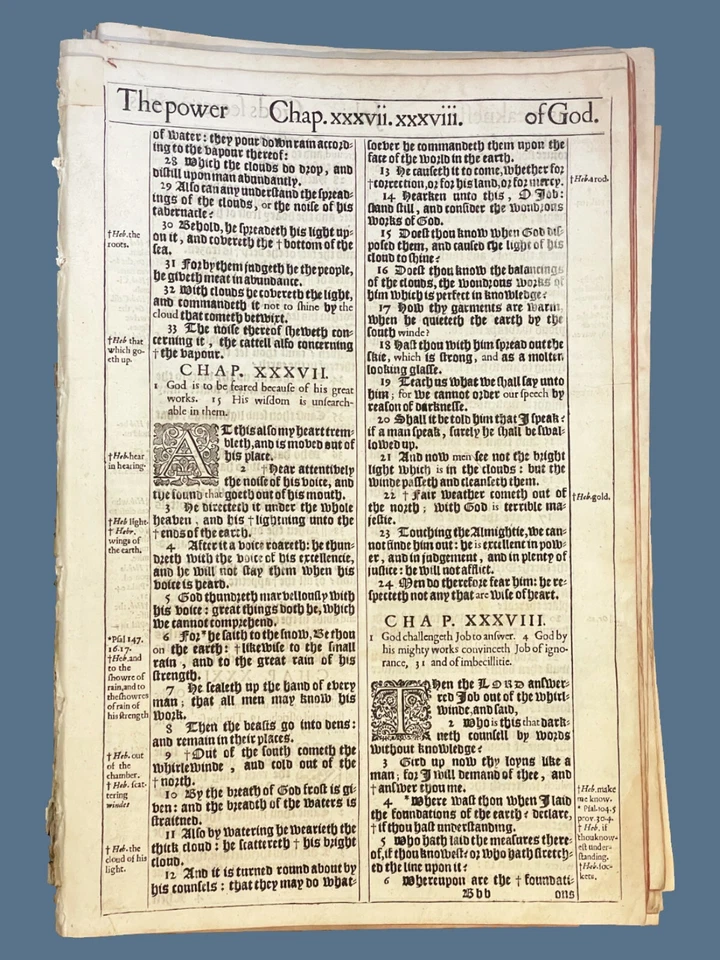 The power Chap. xxxvii. xxxviii. of God.
of water: they pour down rain accord-
ing to the vapour thereof:
28 Which the clouds do drop, and
distill upon man abundantly.
29 Also can any understand the spread-
ings of the clouds, or the noise of his
tabernacle?
30 Behold, he spreadeth his light up-
on it, and covereth the † bottom of the
sea.
31 For by them judgeth he the people,
he giveth meat in abundance.
32 With clouds he covereth the light,
and commandeth it not to shine by the
cloud that cometh betwixt.
33 The noise thereof sheweth con-
cerning it, the cattell also concerning
† the vapour.
CHAP. XXXVII.
1 God is to be feared because of his great
works. 15 His wisdom is unsearch-
able in them.
AT this also my heart trem-
bleth, and is moved out of
his place.
2 † Hear attentively
the noise of his voice, and
the sound that goeth out of his mouth.
3 He directeth it under the whole
heaven, and his † lightning unto the
† ends of the earth.
4 After it a voice roareth: he thun-
dreth with the voice of his excellencie,
and he will not stay them when his
voice is heard.
5 God thundreth marvellously with
his voice: great things doth he, which
we cannot comprehend.
6 For * he saith to the snow, Be thou
on the earth: † likewise to the small
rain, and to the great rain of his
strength.
7 He sealeth up the hand of every
man; that all men may know his
work.
8 Then the beasts go into dens:
and remain in their places.
9 † Out of the south cometh the
whirlewinde, and cold out of the
† north.
10 By the breath of God frost is gi-
ven: and the breadth of the waters is
straitned.
11 Also by watering he wearieth the
thick cloud: he scattereth † his bright
cloud.
12 And it is turned round about by
his counsels: that they may do what-
† Heb. the
roots.
† Heb that
which go-
eth up.
† Heb. hear
in hearing.
† Heb light.
† Hebr.
wings of
the earth.
* Psal 147.
16.17.
† Heb. and
to the
showre of
rain, and to
the showres
of rain of
his strength
† Heb. out
of the
chamber.
† Heb. scat-
tering
windes
† Heb. the
cloud of his
light.
soever he commandeth them upon the
face of the world in the earth.
13 He causeth it to come, whether for
† correction, or for his land, or for mercy.
14 Hearken unto this, O Job:
stand still, and consider the wondrous
works of God.
15 Doest thou know when God dis-
posed them, and caused the light of his
cloud to shine?
16 Doest thou know the balancings
of the clouds, the wondrous works of
him which is perfect in knowledge?
17 How thy garments are warm,
when he quieteth the earth by the
south winde?
18 Hast thou with him spread out the
skie, which is strong, and as a molten
looking glasse.
19 Teach us what we shall say unto
him; for we cannot order our speech by
reason of darknesse.
20 Shall it be told him that I speak?
if a man speak, surely he shall be swal-
lowed up.
21 And now men see not the bright
light which is in the clouds: but the
winde passeth and cleanseth them.
22 † Fair weather cometh out of
the north; with God is terrible ma-
jestie.
23 Touching the Almightie, we can-
not finde him out: he is excellent in pow-
er, and in judgement, and in plenty of
justice: he will not afflict.
24 Men do therefore fear him: he re-
specteth not any that are wise of heart.
CHAP. XXXVIII.
1 God challengeth Job to answer. 4 God by
his mighty works convinceth Job of igno-
rance, 31 and of imbecillitie.
THen the LORD answer-
red Job out of the whirl-
winde, and said,
2 Who is this that dark-
neth counsell by words
without knowledge?
3 Gird up now thy loyns like a
man; for I will demand of thee, and
† answer thou me.
4 * Where wast thou when I laid
the foundations of the earth? declare,
† if thou hast understanding.
5 Who hath laid the measures there-
of, if thou knowest? or who hath stretch-
ed the line upon it?
6 Whereupon are the † foundati-
Bbb ons
† Heb. a rod.
† Heb. gold.
† Heb. make
me know.
* Psal. 104.5
prov. 30.4.
† Heb. if
thou know-
est under-
standing.
† Heb. soc-
kets.